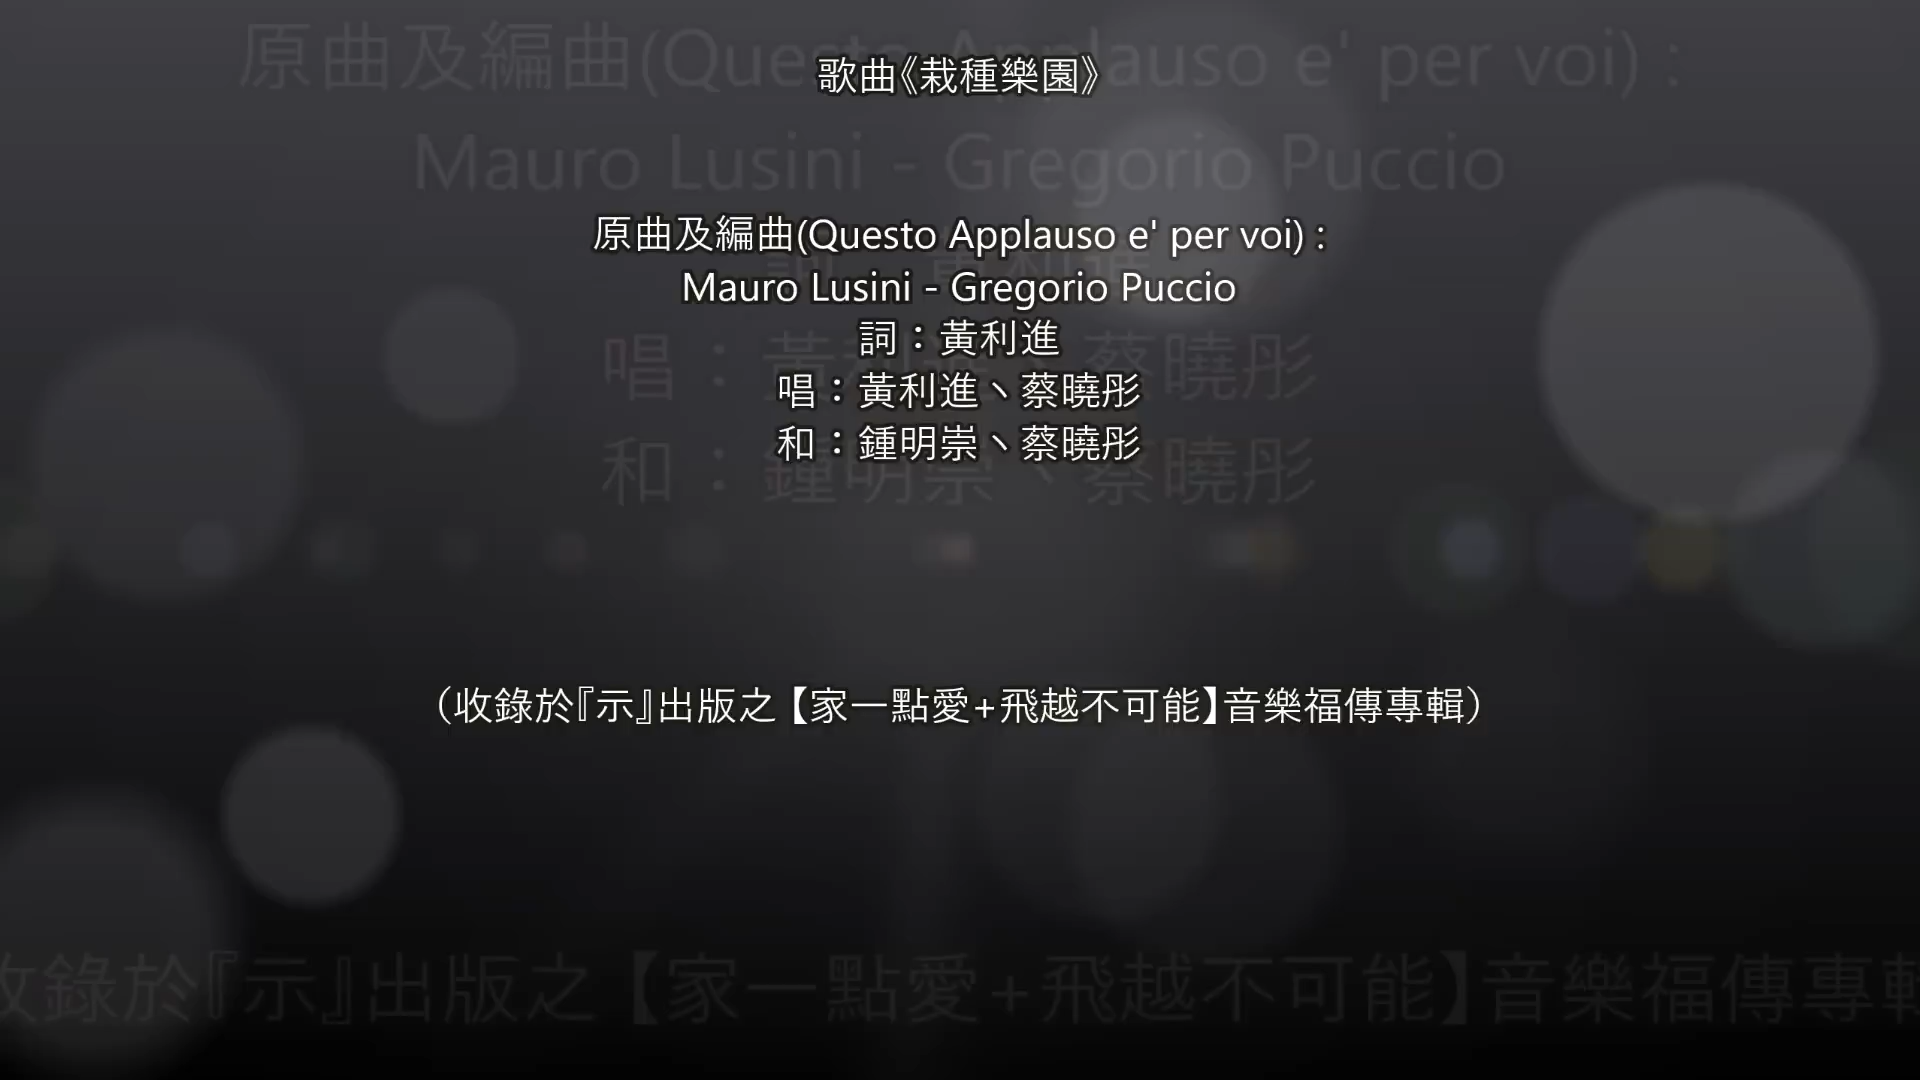 歌曲《栽種樂園》
原曲及編曲(Questo Applauso e' per voi) :
Mauro Lusini - Gregorio Puccio
詞：黃利進
唱：黃利進、蔡曉彤
和：鍾明崇、蔡曉彤
（收錄於『示』出版之【家一點愛+飛越不可能】音樂福傳專輯）